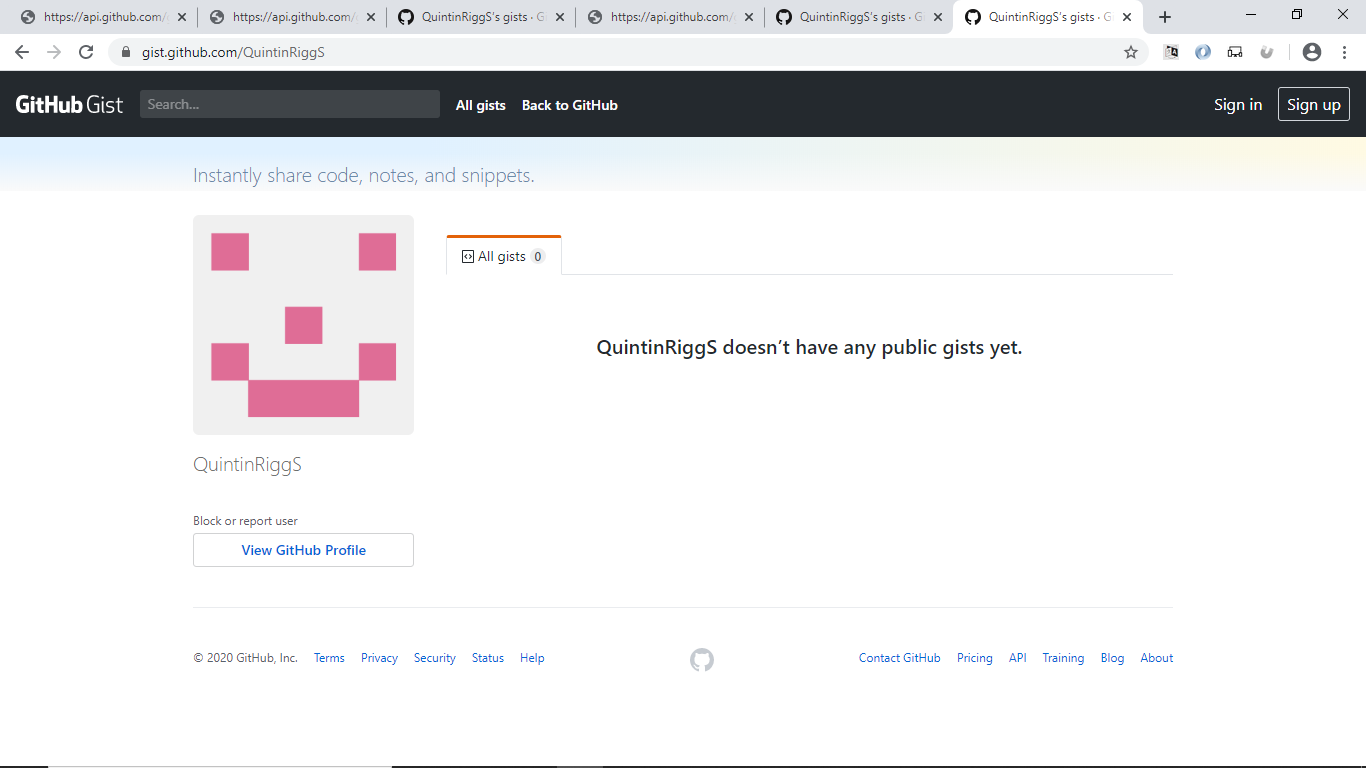 https://api.github.com/ https://api.github.com/ QuintinRiggS's gists · G https://api.github.com/ QuintinRiggS's gists · G QuintinRiggS's gists · G
gist.github.com/QuintinRiggS
GitHub Gist Search... All gists Back to GitHub Sign in Sign up
Instantly share code, notes, and snippets.
All gists 0
QuintinRiggS doesn’t have any public gists yet.
QuintinRiggS
Block or report user
View GitHub Profile
© 2020 GitHub, Inc. Terms Privacy Security Status Help Contact GitHub Pricing API Training Blog About